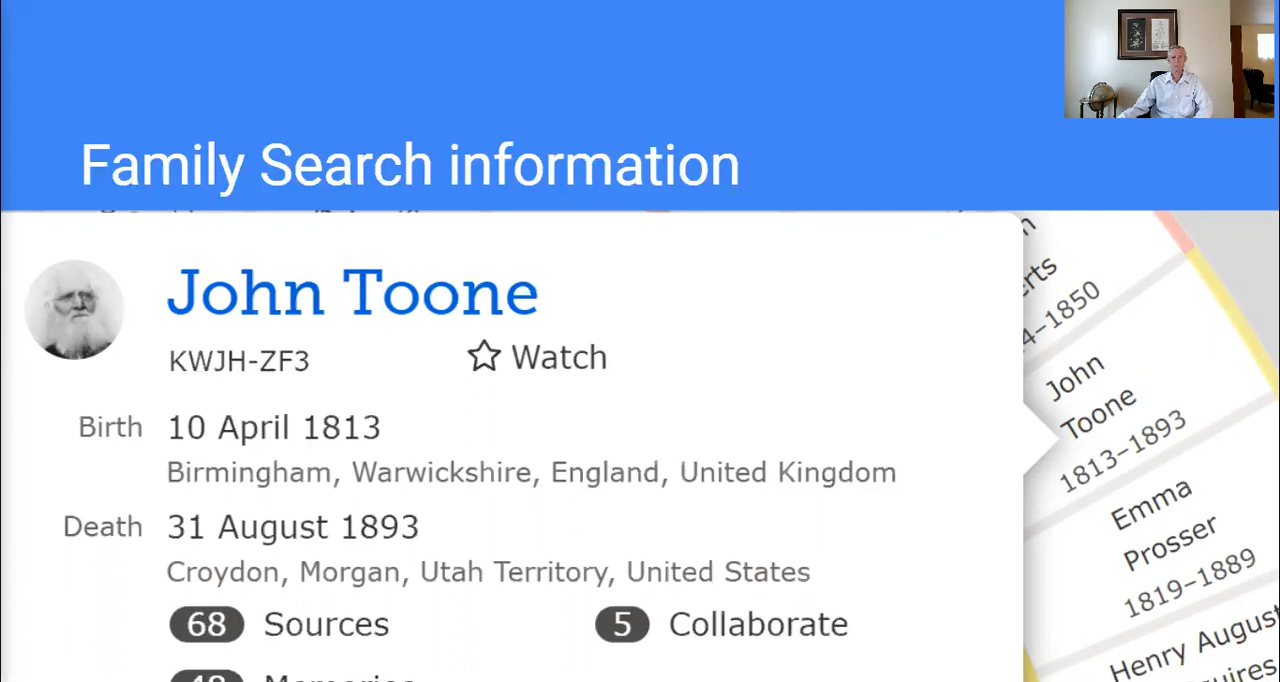 Family Search information
John Toone
KWJH-ZF3
Watch
Birth
10 April 1813
Birmingham, Warwickshire, England, United Kingdom
Death
31 August 1893
Croydon, Morgan, Utah Territory, United States
68 Sources
5 Collaborate
John
Toone
1813–1893
Emma
Prosser
1819–1889
Henry August